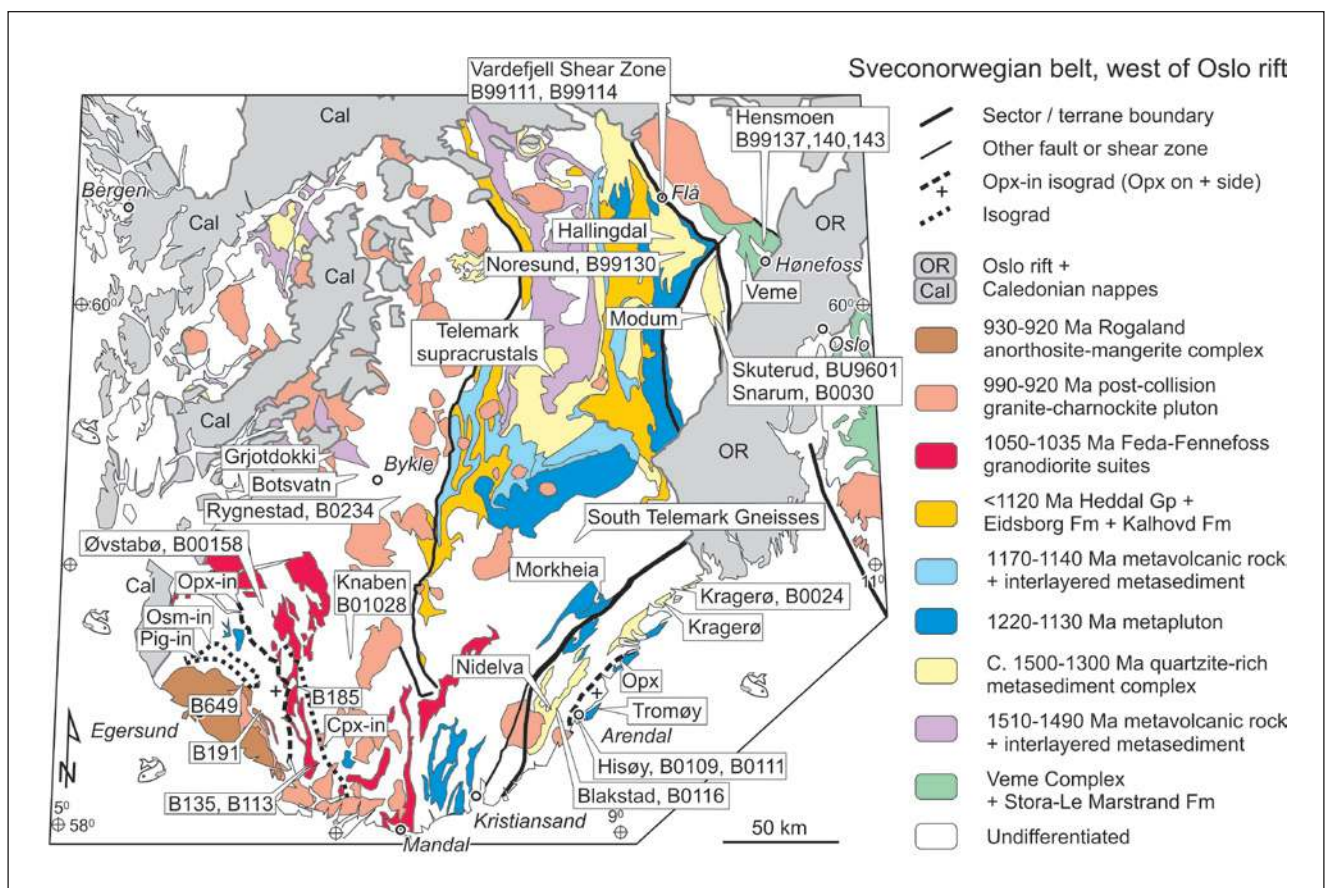 Sveconorwegian belt, west of Oslo rift
Sector / terrane boundary
Other fault or shear zone
Opx-in isograd (Opx on + side)
+
Isograd
OR
Cal
Oslo rift +
Caledonian nappes
930-920 Ma Rogaland
anorthosite-mangerite complex
990-920 Ma post-collision
granite-charnockite pluton
1050-1035 Ma Feda-Fennefoss
granodiorite suites
<1120 Ma Heddal Gp +
Eidsborg Fm + Kalhovd Fm
1170-1140 Ma metavolcanic rock
+ interlayered metasediment
1220-1130 Ma metapluton
C. 1500-1300 Ma quartzite-rich
metasediment complex
1510-1490 Ma metavolcanic rock
+ interlayered metasediment
Veme Complex
+ Stora-Le Marstrand Fm
Undifferentiated
Vardefjell Shear Zone
B99111, B99114
Hensmoen
B99137,140,143
Cal
Bergen
Cal
Flå
OR
Hallingdal
Noresund, B99130
Hønefoss
Cal
Veme
60⁰
60⁰
Modum
Oslo
Telemark
supracrustals
Skuterud, BU9601
Snarum, B0030
Cal
Grjotdokki
Bykle
OR
Botsvatn
Rygnestad, B0234
South Telemark Gneisses
Øvstabø, B00158
Opx-in
Knaben
B01028
Morkheia
11⁰
Cal
Osm-in
Pig-in
Kragerø, B0024
Kragerø
Nidelva
Opx
+
+
B185
B649
Cpx-in
Tromøy
Egersund
Arendal
B191
Hisøy, B0109, B0111
B135, B113
Blakstad, B0116
N
5⁰
58⁰
Kristiansand
9⁰
50 km
Mandal